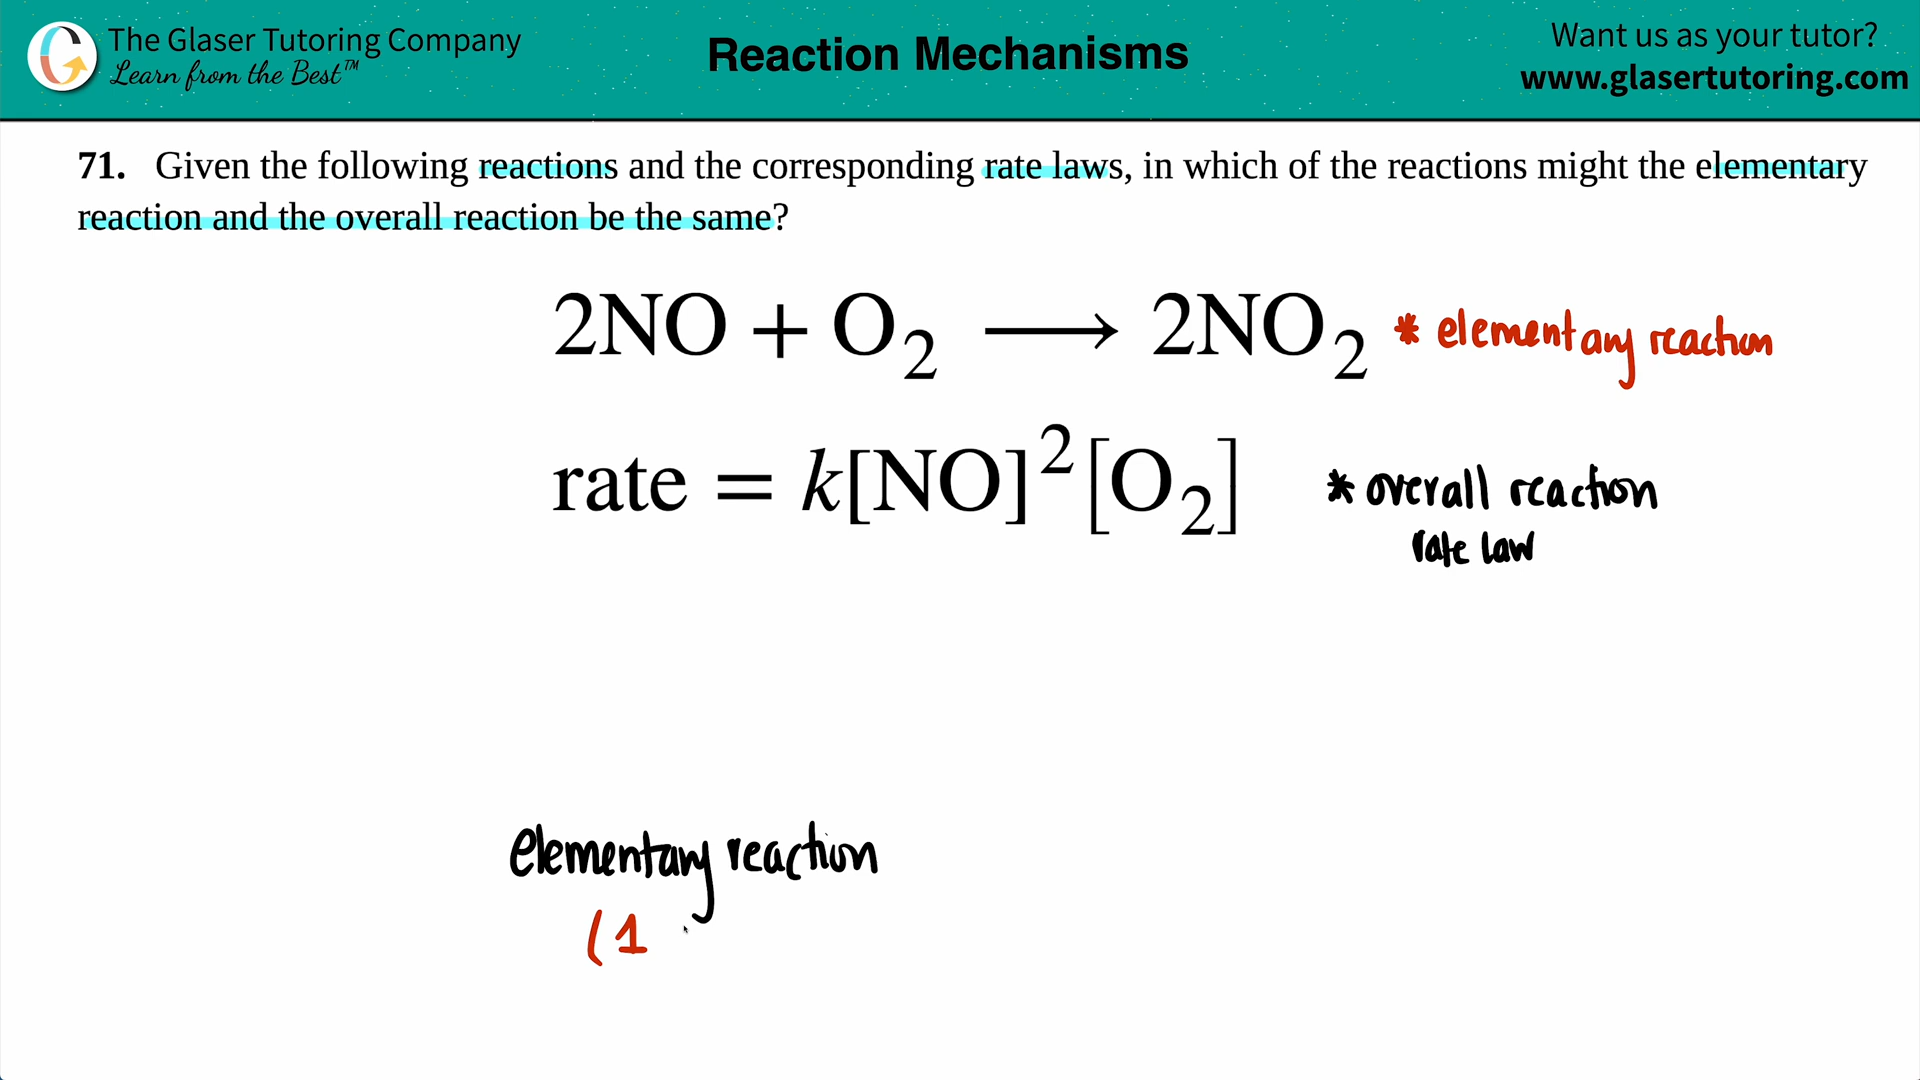 The Glaser Tutoring Company
Learn from the Best™
Reaction Mechanisms
Want us as your tutor?
www.glasertutoring.com
71. Given the following reactions and the corresponding rate laws, in which of the reactions might the elementary
reaction and the overall reaction be the same?
2NO + O₂ ⟶ 2NO₂ * elementary reaction
rate = k[NO]²[O₂] * overall reaction
rate law
elementary reaction
(1